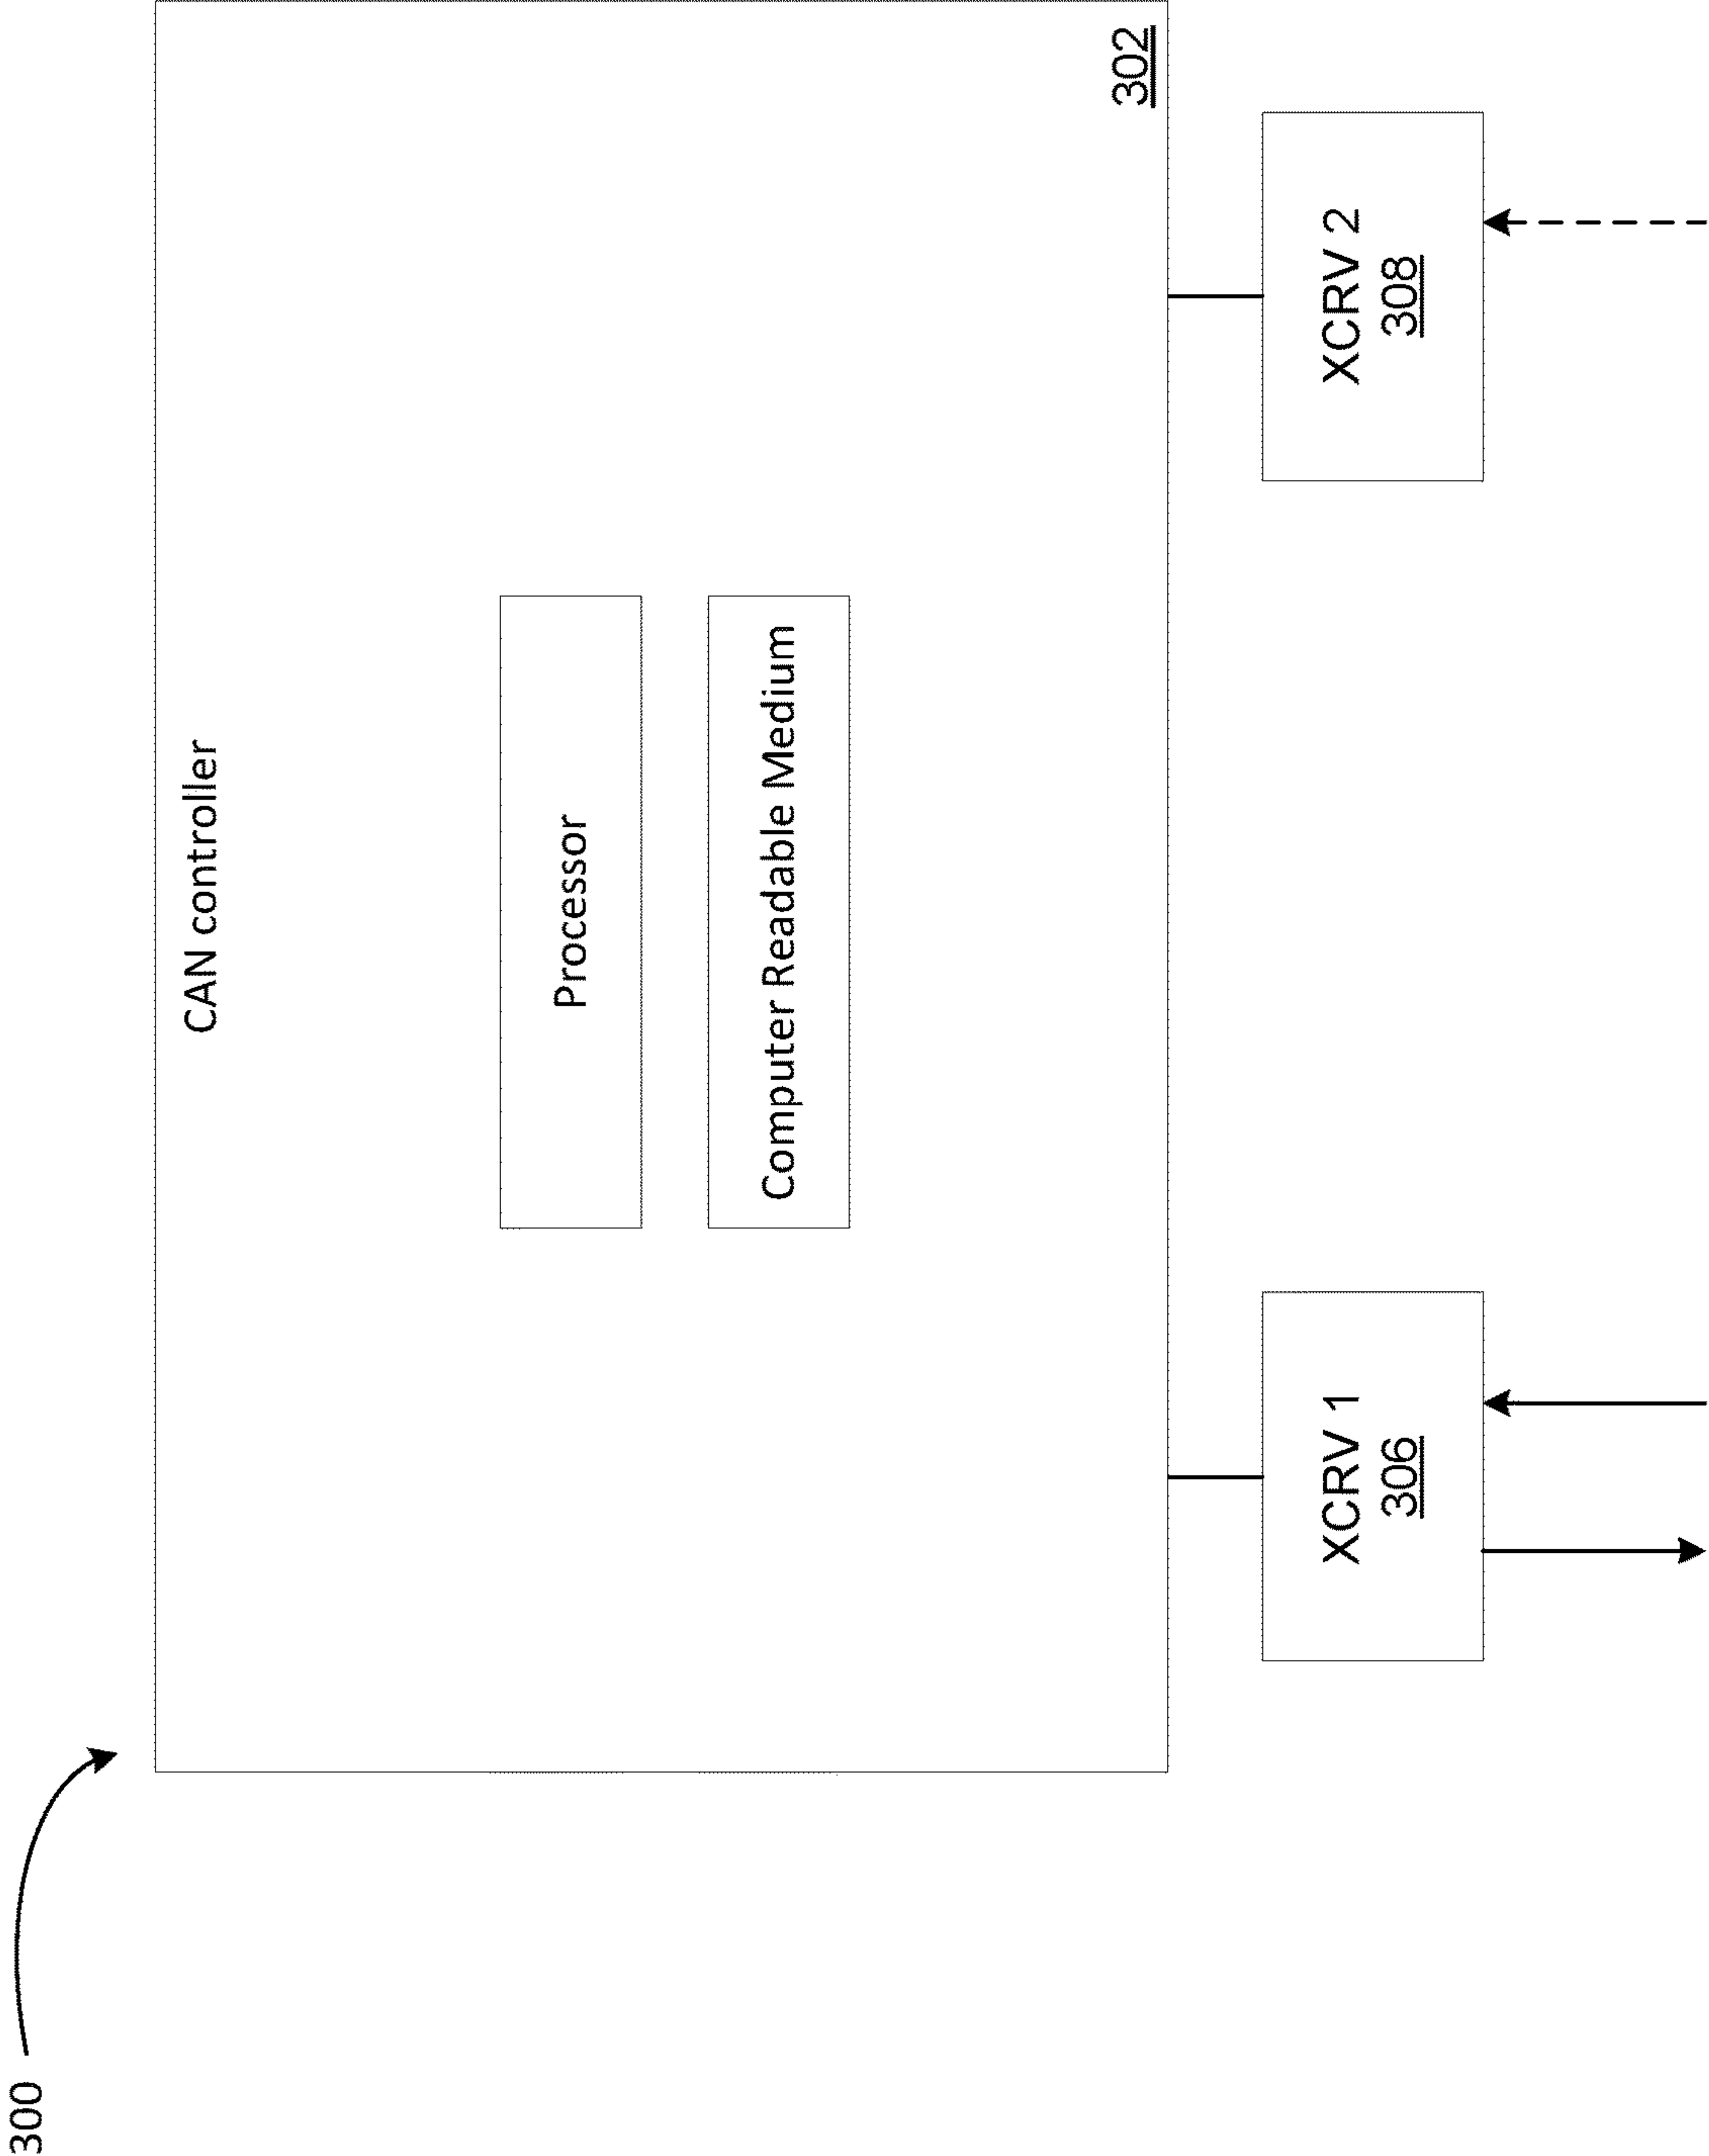 300
CAN controller
Processor
Computer Readable Medium
302
XCRV 1
306
XCRV 2
308